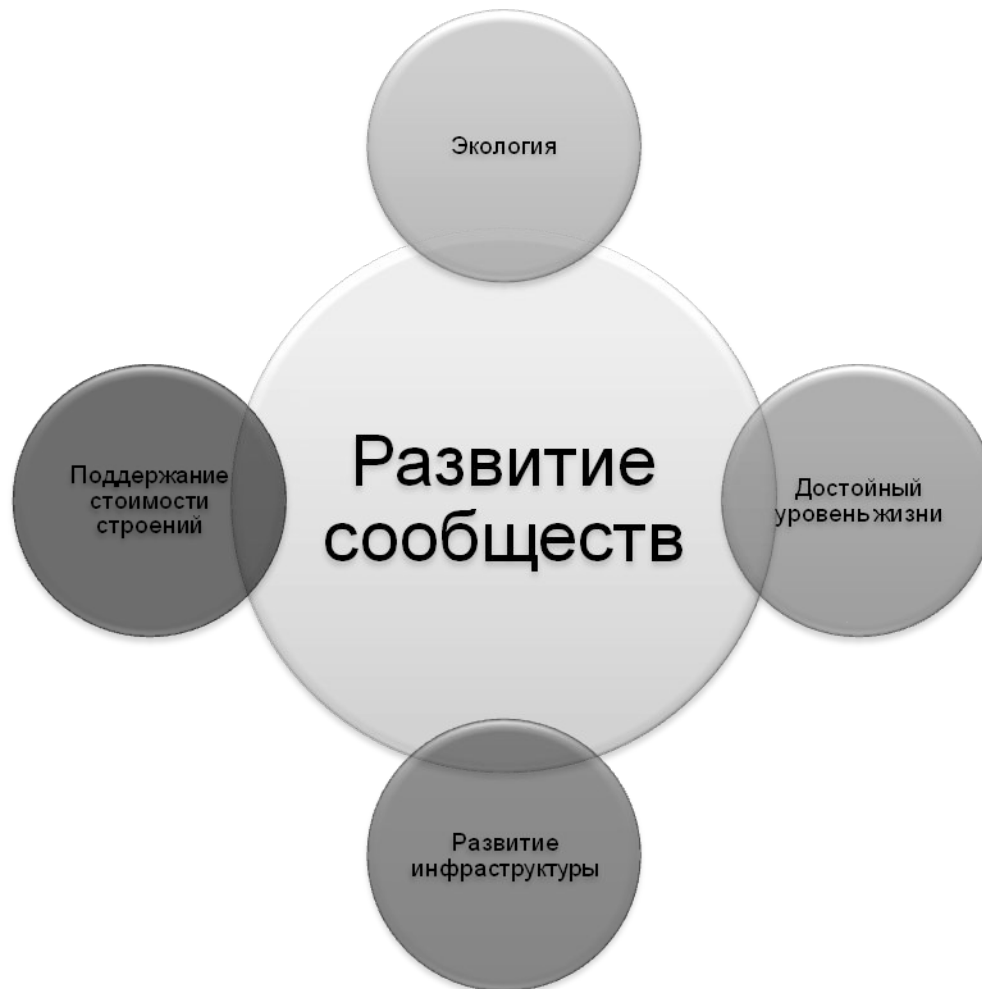 Экология
Развитие
сообществ
Поддержание
стоимости
строений
Достойный
уровень жизни
Развитие
инфраструктуры